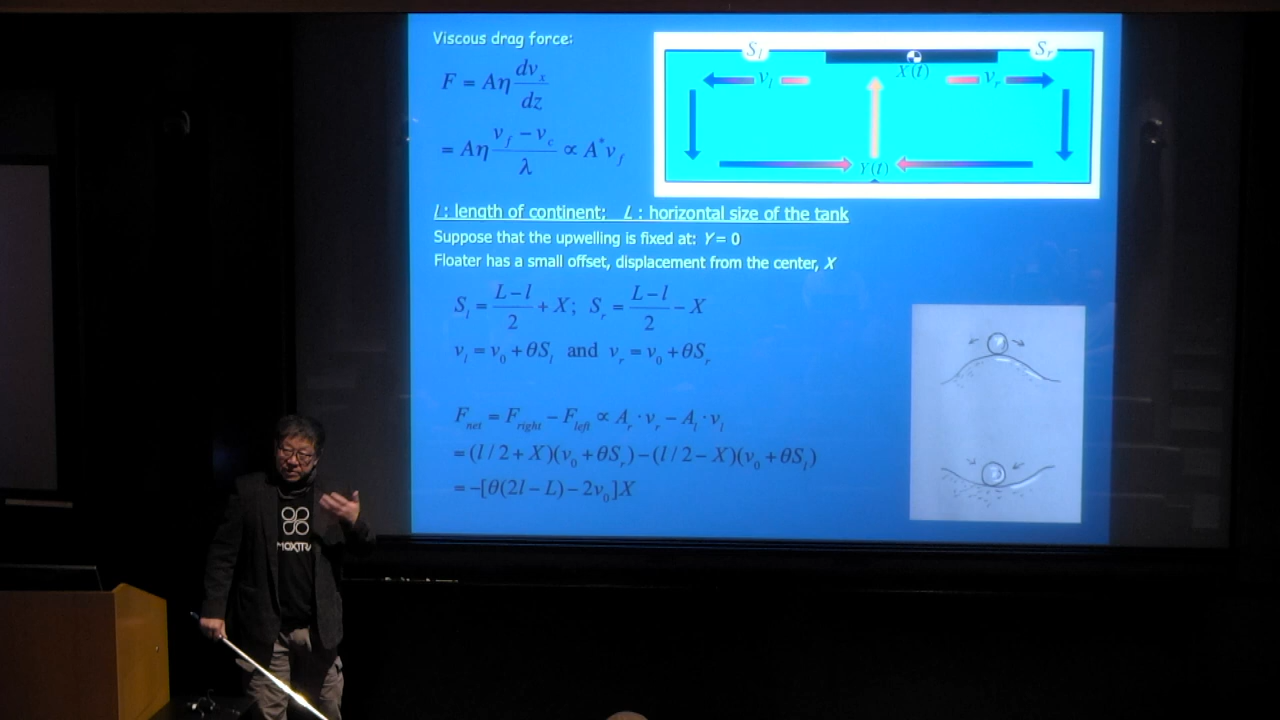 Viscous drag force:
F = Aη dv_x/dz
= Aη (v_f − v_c)/λ ∝ A*v_f
S_l
S_r
v_l
X(t)
v_r
Y(t)
l : length of continent; L : horizontal size of the tank
Suppose that the upwelling is fixed at: Y = 0
Floater has a small offset, displacement from the center, X
S_l = (L−l)/2 + X; S_r = (L−l)/2 − X
v_l = v_0 + θS_l and v_r = v_0 + θS_r
F_net = F_right − F_left ∝ A_r · v_r − A_l · v_l
= (l / 2 + X)(v_0 + θS_r) − (l / 2 − X)(v_0 + θS_l)
= −[θ(2l − L) − 2v_0]X
MOXTRA